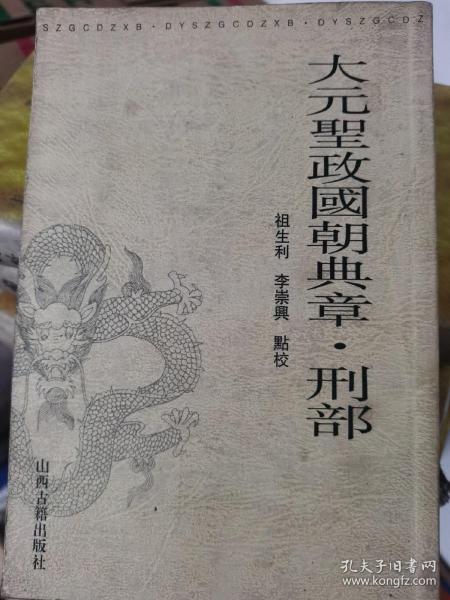 SZGCDZXB · DYSZGCDZXB · DYSZGCDZ
大元聖政國朝典章·刑部
祖生利 李崇興 點校
山西古籍出版社
孔夫子旧书网
www.kongfz.com